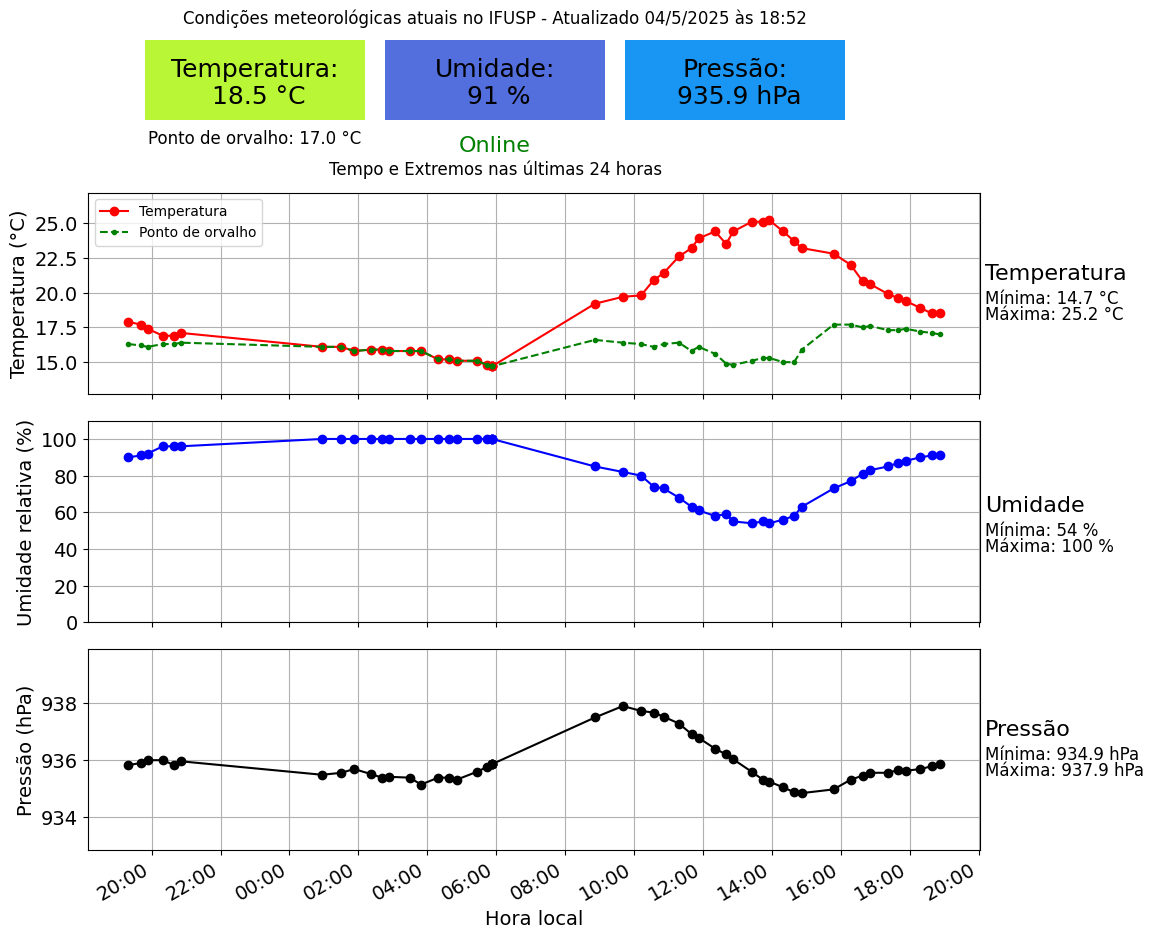 Condições meteorológicas atuais no IFUSP - Atualizado 04/5/2025 às 18:52
Temperatura:
18.5 °C
Umidade:
91 %
Pressão:
935.9 hPa
Ponto de orvalho: 17.0 °C
Online
Tempo e Extremos nas últimas 24 horas
Temperatura (°C)
25.0
22.5
20.0
17.5
15.0
Temperatura
Ponto de orvalho
Temperatura
Mínima: 14.7 °C
Máxima: 25.2 °C
Umidade relativa (%)
100
80
60
40
20
0
Umidade
Mínima: 54 %
Máxima: 100 %
Pressão (hPa)
938
936
934
Pressão
Mínima: 934.9 hPa
Máxima: 937.9 hPa
20:00 22:00 00:00 02:00 04:00 06:00 08:00 10:00 12:00 14:00 16:00 18:00 20:00
Hora local